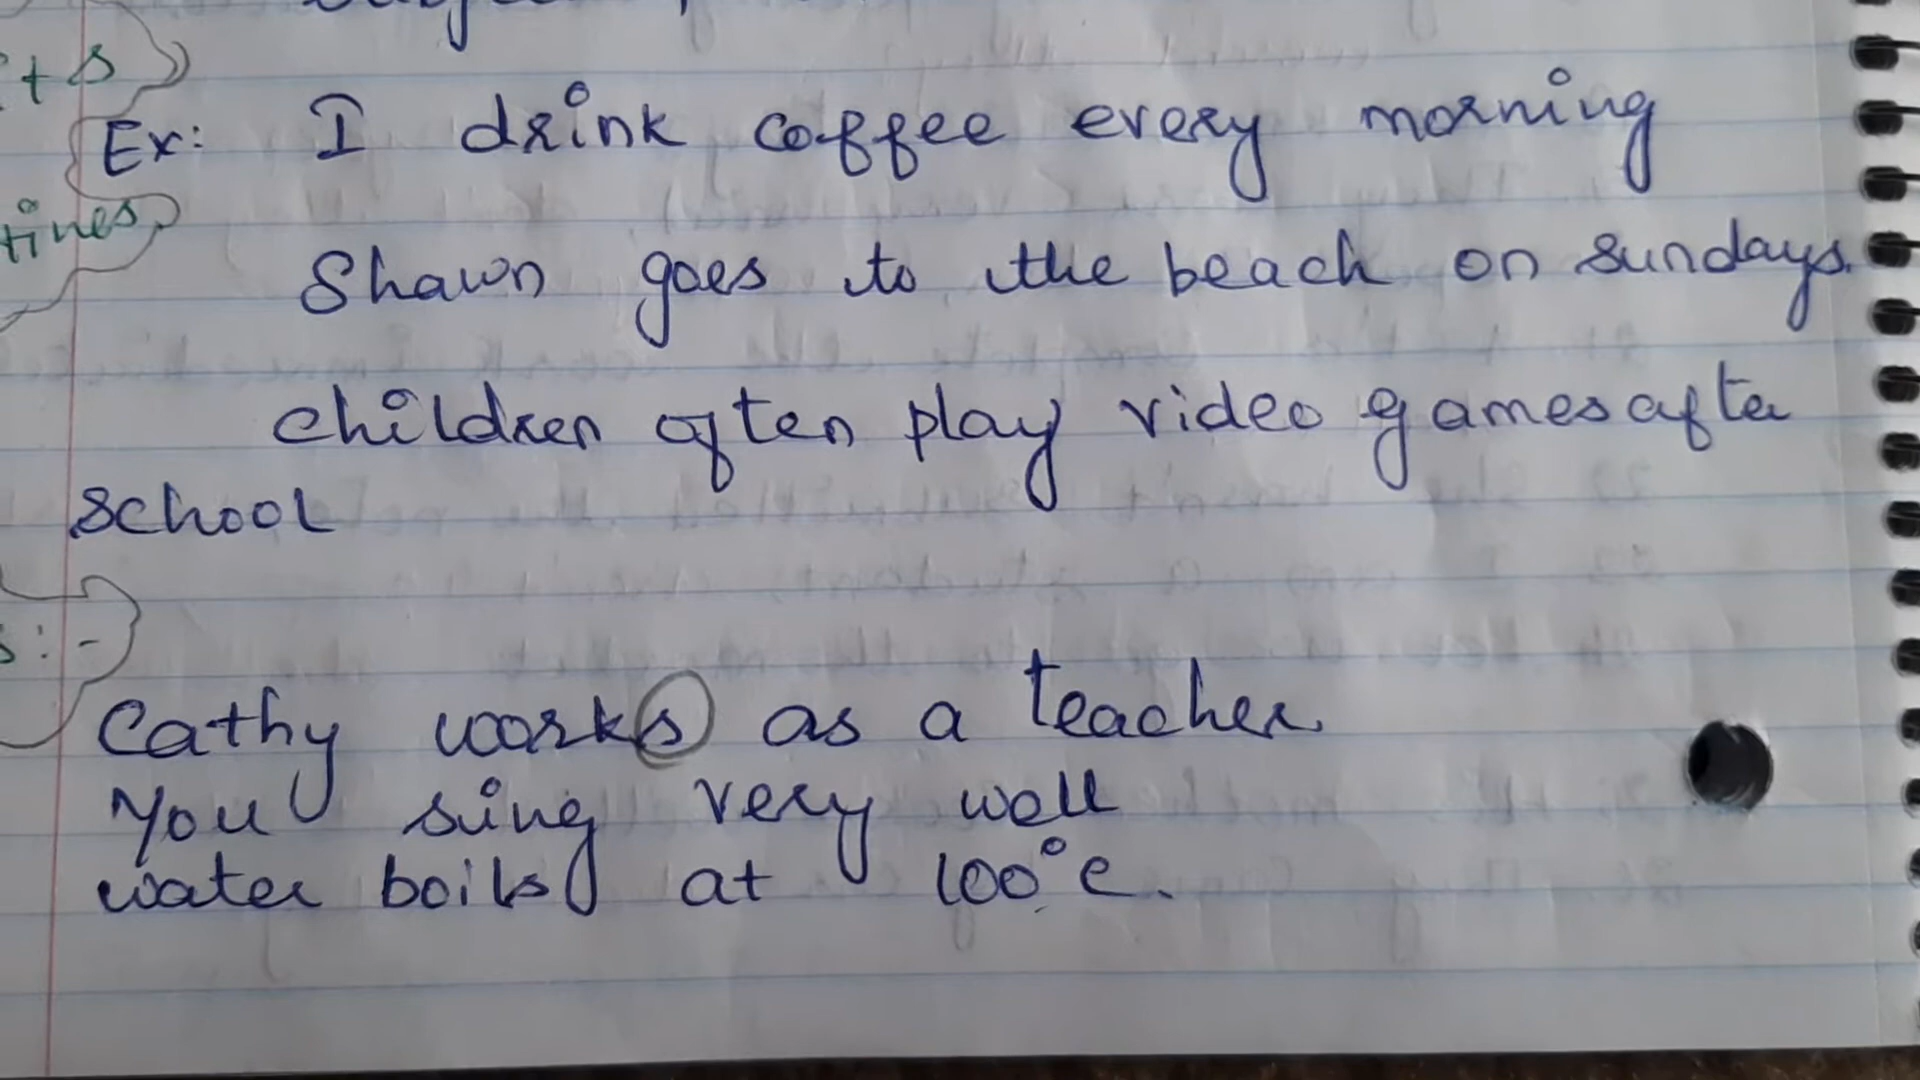 + s
Ex: I drink coffee every morning
tines
Shawn goes to the beach on sundays.
children often play video games after
school
s:-
Cathy works as a teacher
You sing very well
water boils at 100°c.